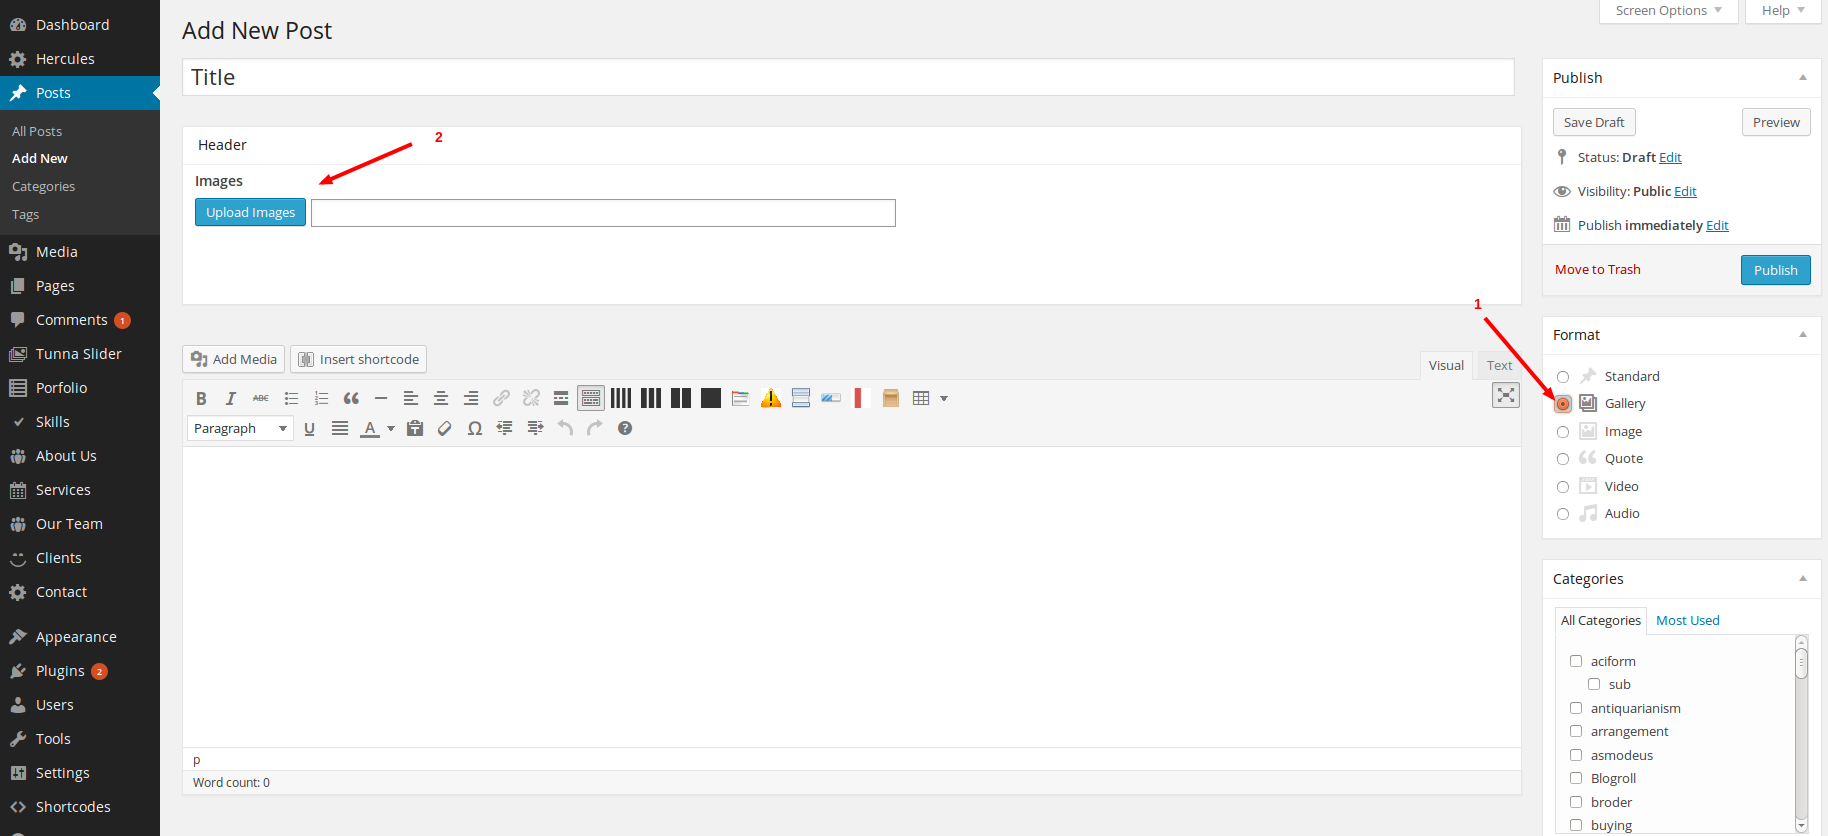 Dashboard
Hercules
Posts
All Posts
Add New
Categories
Tags
Media
Pages
Comments 1
Tunna Slider
Porfolio
Skills
About Us
Services
Our Team
Clients
Contact
Appearance
Plugins 2
Users
Tools
Settings
Shortcodes
Screen Options
Help
Add New Post
Title
Header
2
Images
Upload Images
Add Media
Insert shortcode
Visual
Text
B I ABC
Paragraph U A Ω ?
p
Word count: 0
Publish
Save Draft
Preview
Status: Draft Edit
Visibility: Public Edit
Publish immediately Edit
Move to Trash
Publish
1
Format
Standard
Gallery
Image
Quote
Video
Audio
Categories
All Categories
Most Used
aciform
sub
antiquarianism
arrangement
asmodeus
Blogroll
broder
buying